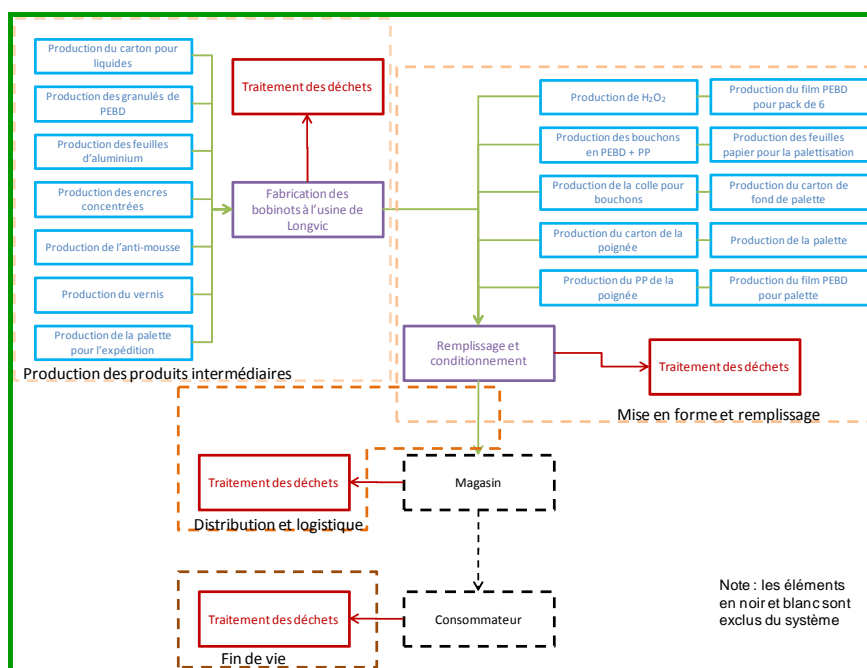 Production du carton pour
liquides
Production des granulés de
PEBD
Production des feuilles
d'aluminium
Production des encres
concentrées
Production de l'anti-mousse
Production du vernis
Production de la palette
pour l'expédition
Traitement des déchets
Fabrication des
bobinots à l'usine de
Longvic
Production des produits intermédiaires
Production de H₂O₂
Production du film PEBD
pour pack de 6
Production des bouchons
en PEBD + PP
Production des feuilles
papier pour la palettisation
Production de la colle pour
bouchons
Production du carton de
fond de palette
Production du carton de la
poignée
Production de la palette
Production du PP de la
poignée
Production du film PEBD
pour palette
Remplissage et
conditionnement
Traitement des déchets
Mise en forme et remplissage
Traitement des déchets
Magasin
Distribution et logistique
Traitement des déchets
Consommateur
Fin de vie
Note : les éléments
en noir et blanc sont
exclus du système